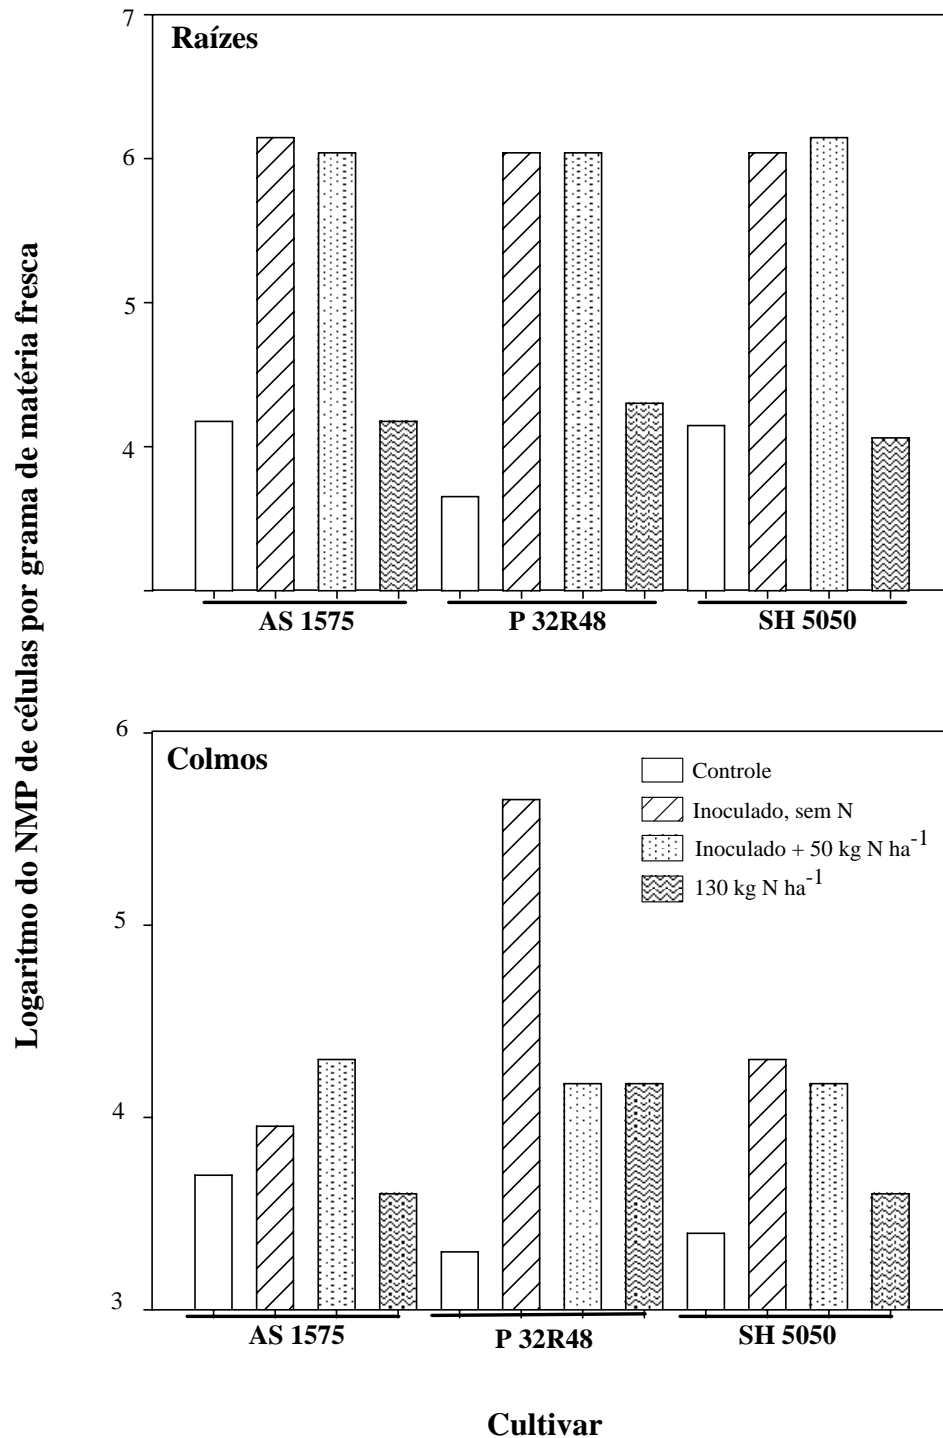 Logaritmo do NMP de células por grama de matéria fresca
7
Raízes
6
5
4
AS 1575
P 32R48
SH 5050
6
Colmos
Controle
Inoculado, sem N
Inoculado + 50 kg N ha-1
130 kg N ha-1
5
4
3
AS 1575
P 32R48
SH 5050
Cultivar